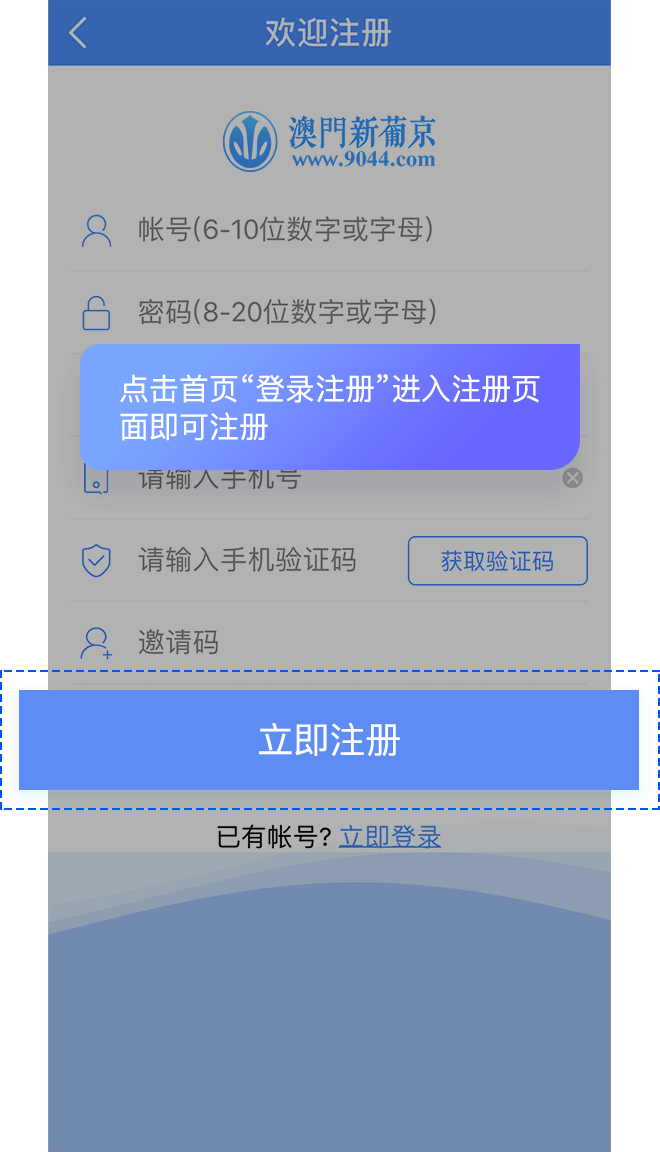 欢迎注册
澳門新葡京
www.9044.com
帐号(6-10位数字或字母)
密码(8-20位数字或字母)
点击首页“登录注册”进入注册页
面即可注册
请输入手机号
请输入手机验证码
获取验证码
邀请码
立即注册
已有帐号? 立即登录